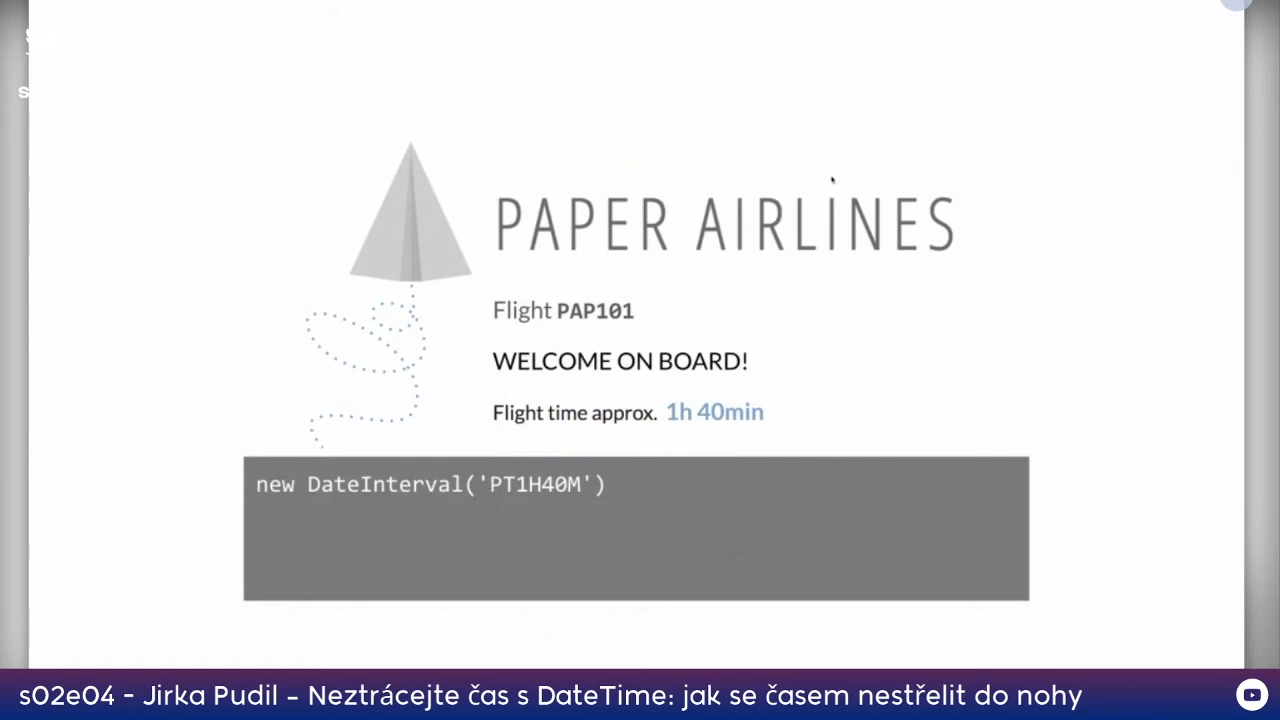 PAPER AIRLINES
Flight PAP101
WELCOME ON BOARD!
Flight time approx. 1h 40min
new DateInterval('PT1H40M')
s02e04 - Jirka Pudil – Neztrácejte čas s DateTime: jak se časem nestřelit do nohy